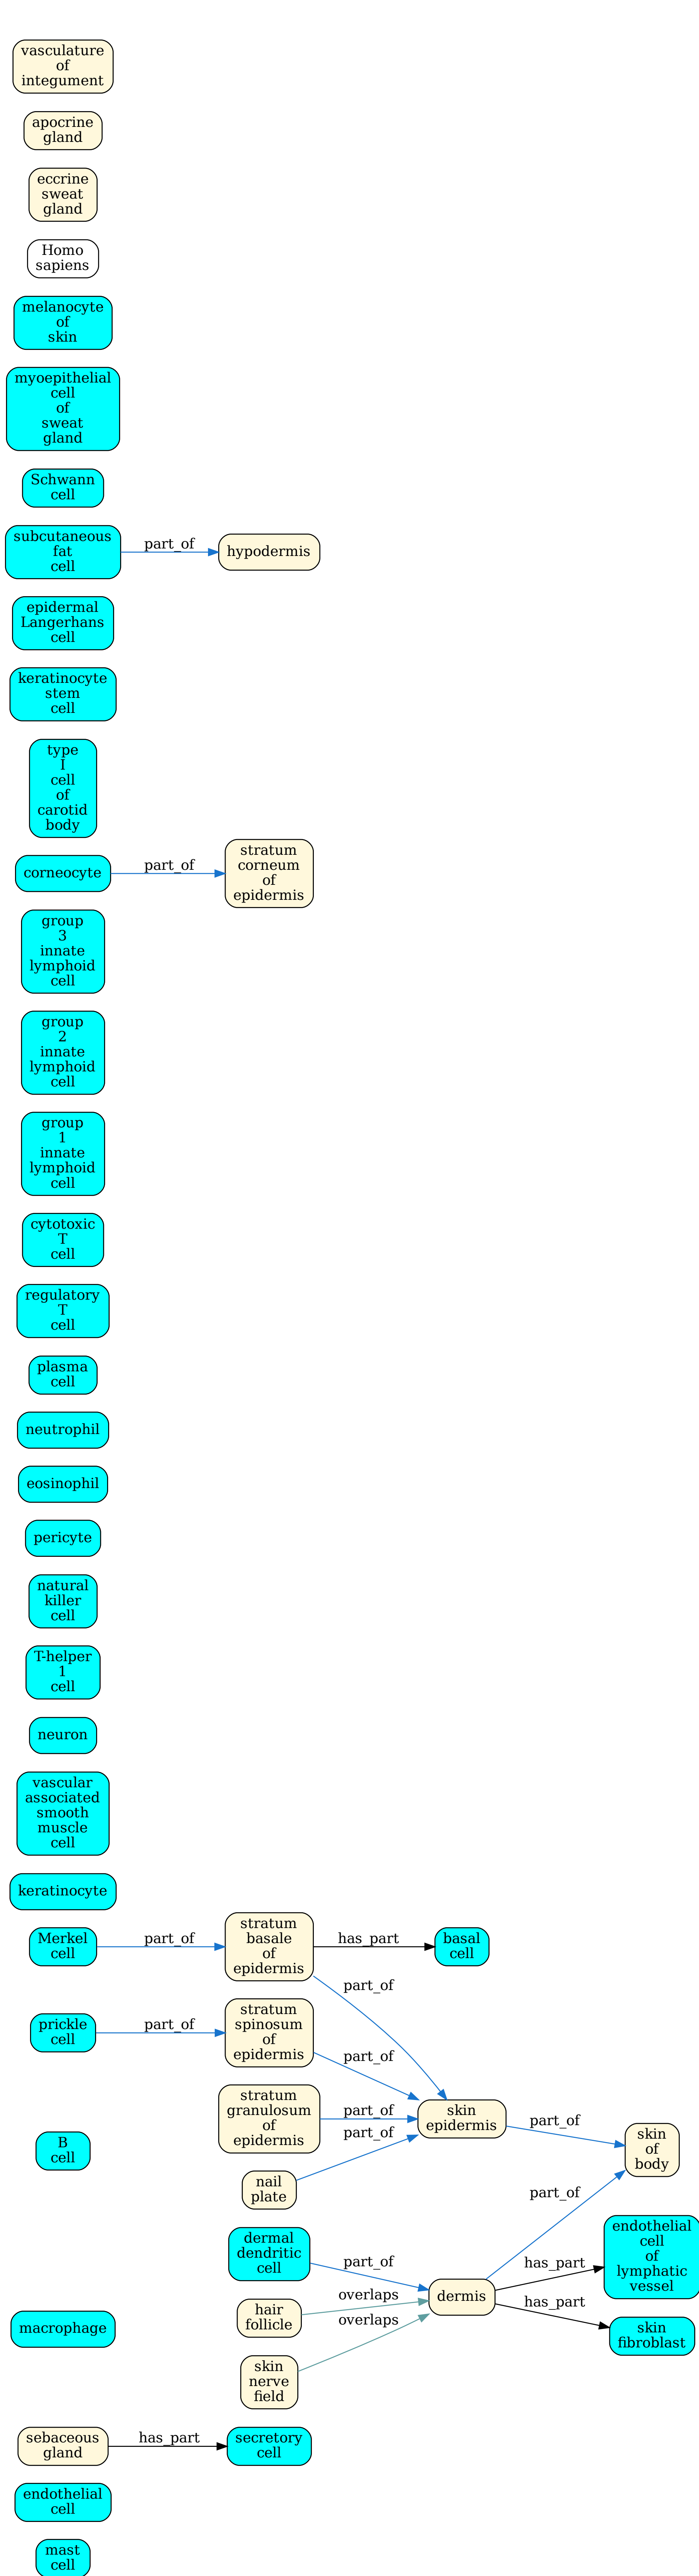 vasculature
of
integument
apocrine
gland
eccrine
sweat
gland
Homo
sapiens
melanocyte
of
skin
myoepithelial
cell
of
sweat
gland
Schwann
cell
subcutaneous
fat
cell
part_of
hypodermis
epidermal
Langerhans
cell
keratinocyte
stem
cell
type
I
cell
of
carotid
body
corneocyte
part_of
stratum
corneum
of
epidermis
group
3
innate
lymphoid
cell
group
2
innate
lymphoid
cell
group
1
innate
lymphoid
cell
cytotoxic
T
cell
regulatory
T
cell
plasma
cell
neutrophil
eosinophil
pericyte
natural
killer
cell
T-helper
1
cell
neuron
vascular
associated
smooth
muscle
cell
keratinocyte
Merkel
cell
part_of
stratum
basale
of
epidermis
has_part
basal
cell
part_of
prickle
cell
part_of
stratum
spinosum
of
epidermis
part_of
stratum
granulosum
of
epidermis
part_of
part_of
skin
epidermis
part_of
skin
of
body
B
cell
nail
plate
part_of
dermal
dendritic
cell
part_of
endothelial
cell
of
lymphatic
vessel
has_part
hair
follicle
overlaps
overlaps
dermis
has_part
skin
fibroblast
macrophage
skin
nerve
field
sebaceous
gland
has_part
secretory
cell
endothelial
cell
mast
cell